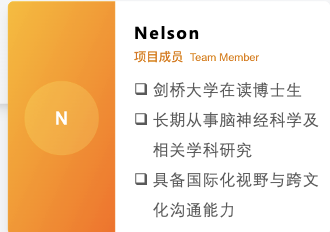 Nelson
项目成员 Team Member
N
❑ 剑桥大学在读博士生
❑ 长期从事脑神经科学及
相关学科研究
❑ 具备国际化视野与跨文
化沟通能力